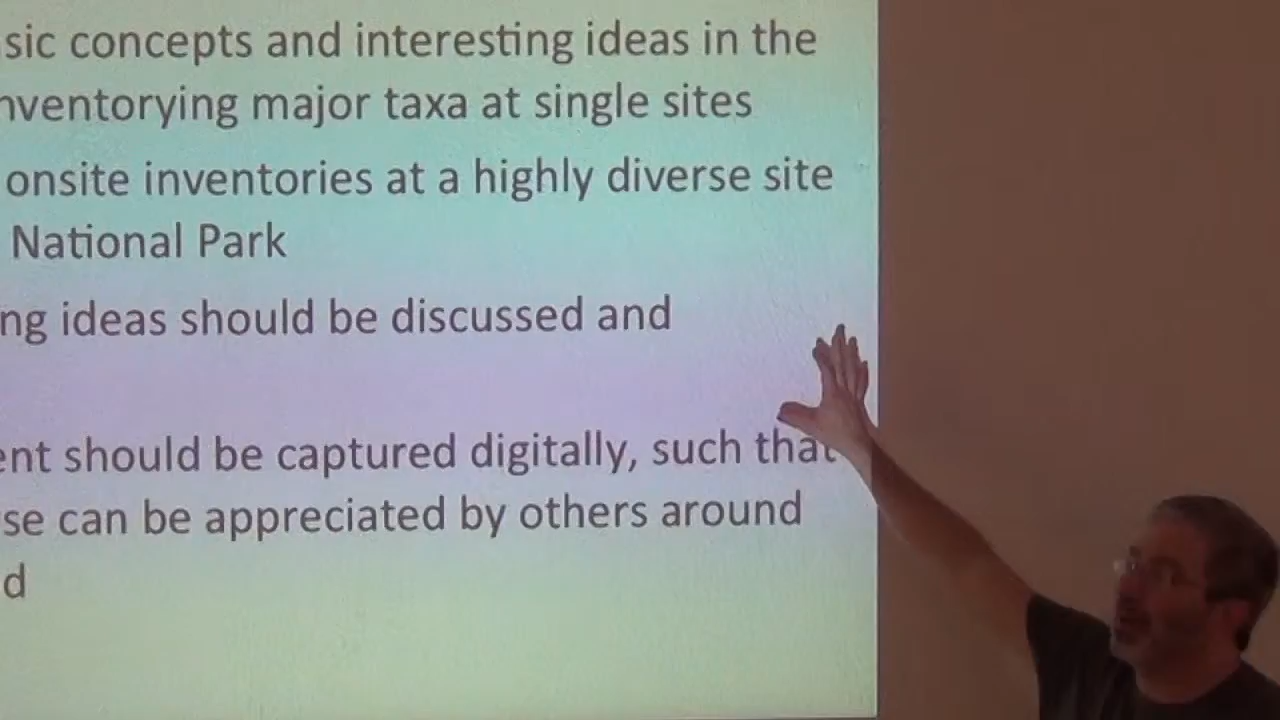 sic concepts and interesting ideas in the
nventorying major taxa at single sites
onsite inventories at a highly diverse site
National Park
ng ideas should be discussed and
ent should be captured digitally, such that
se can be appreciated by others around
d